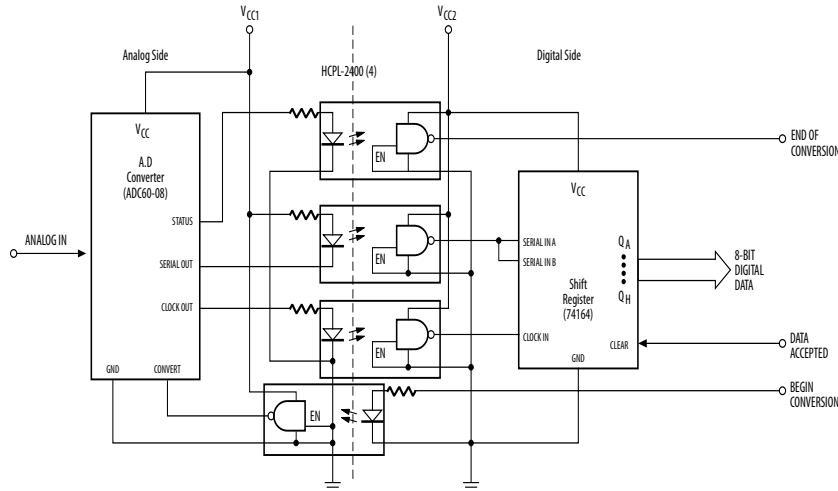 VCC1
VCC2
Analog Side
HCPL-2400 (4)
Digital Side
VCC
A.D
Converter
(ADC60-08)
STATUS
SERIAL OUT
CLOCK OUT
GND
CONVERT
ANALOG IN
EN
EN
EN
EN
END OF
CONVERSION
VCC
SERIAL IN A
SERIAL IN B
QA
QH
Shift
Register
(74164)
CLOCK IN
CLEAR
GND
8-BIT
DIGITAL
DATA
DATA
ACCEPTED
BEGIN
CONVERSION